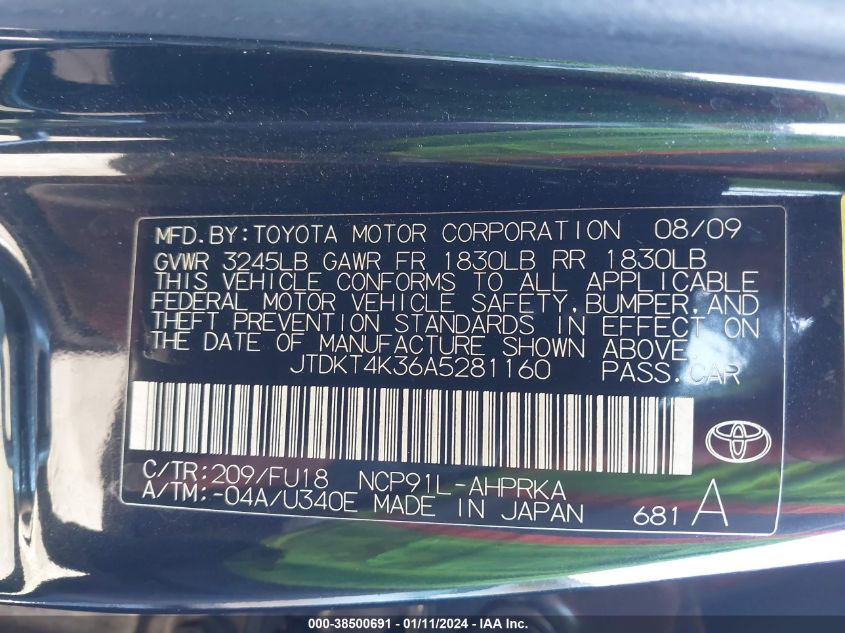 MFD.BY:TOYOTA MOTOR CORPORATION 08/09
GVWR 3245LB GAWR FR 1830LB RR 1830LB
THIS VEHICLE CONFORMS TO ALL APPLICABLE
FEDERAL MOTOR VEHICLE SAFETY,BUMPER,AND
THEFT PREVENTION STANDARDS IN EFFECT ON
THE DATE OF MANUFACTURE SHOWN ABOVE.
JTDKT4K36A5281160 PASS.CAR
C/TR:209/FU18 NCP91L-AHPRKA
A/TM:-04A/U340E MADE IN JAPAN 681 A
000-38500691 - 01/11/2024 - © IAA Inc.